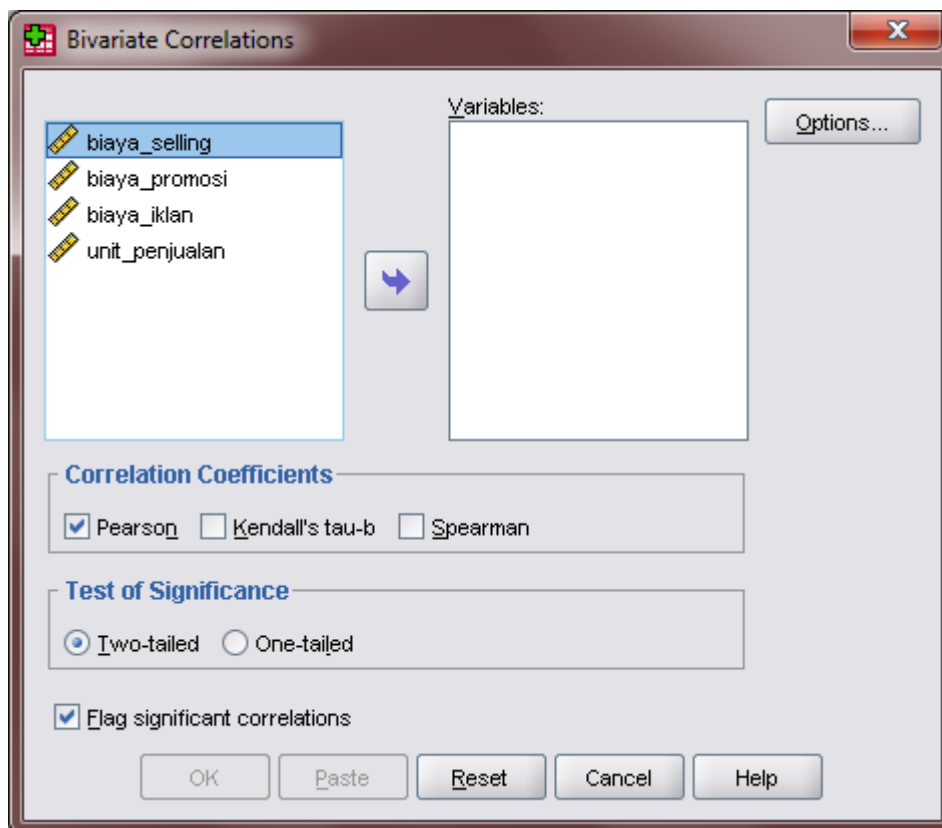 Bivariate Correlations
biaya_selling
biaya_promosi
biaya_iklan
unit_penjualan
Variables:
Options...
Correlation Coefficients
Pearson Kendall's tau-b Spearman
Test of Significance
Two-tailed One-tailed
Flag significant correlations
OK Paste Reset Cancel Help